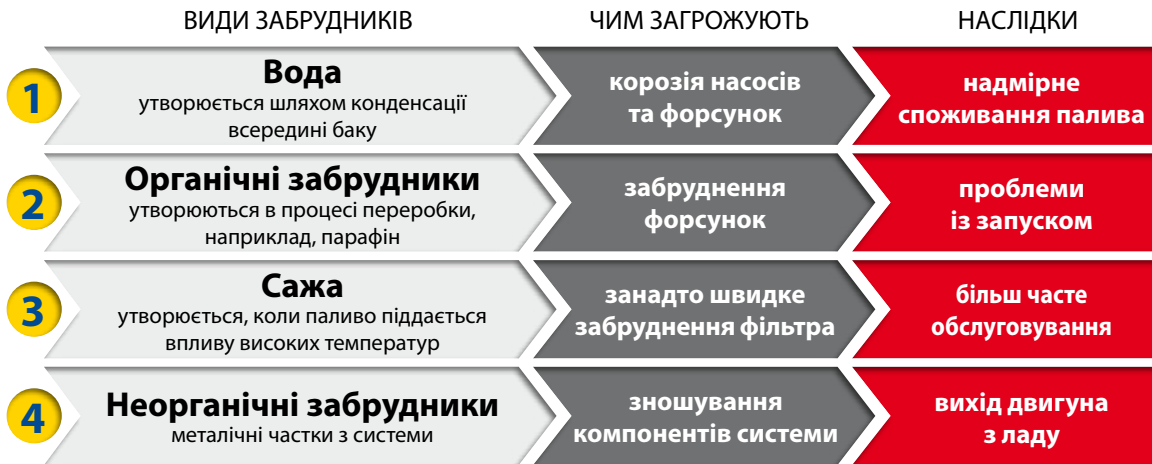 ВИДИ ЗАБРУДНИКІВ
ЧИМ ЗАГРОЖУЮТЬ
НАСЛІДКИ
1
Вода
утворюється шляхом конденсації
всередині баку
корозія насосів
та форсунок
надмірне
споживання палива
2
Органічні забрудники
утворюються в процесі переробки,
наприклад, парафін
забруднення
форсунок
проблеми
із запуском
3
Сажа
утворюється, коли паливо піддається
впливу високих температур
занадто швидке
забруднення фільтра
більш часте
обслуговування
4
Неорганічні забрудники
металічні частки з системи
зношування
компонентів системи
вихід двигуна
з ладу